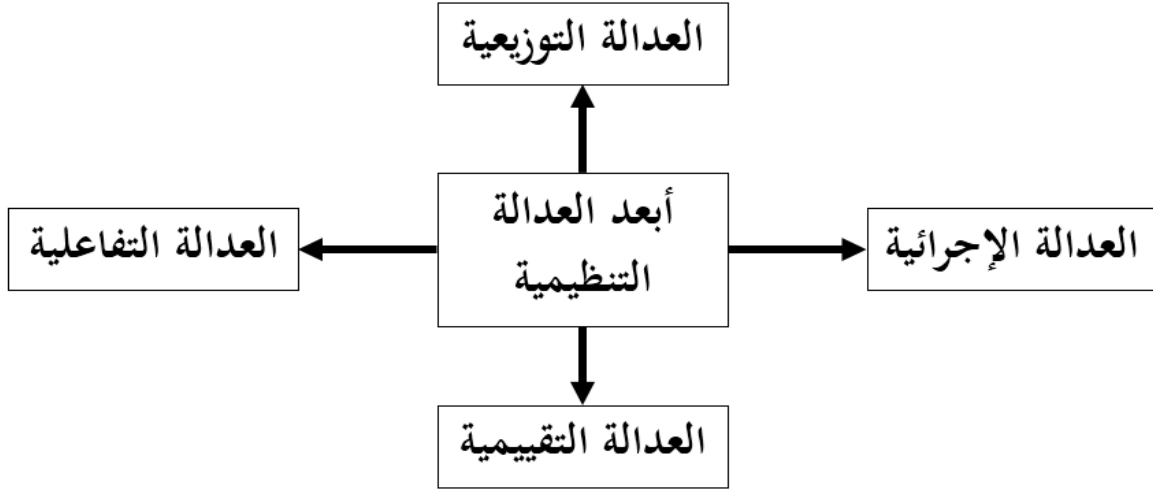 العدالة التوزيعية
أبعد العدالة
التنظيمية
العدالة الإجرائية
العدالة التفاعلية
العدالة التقييمية